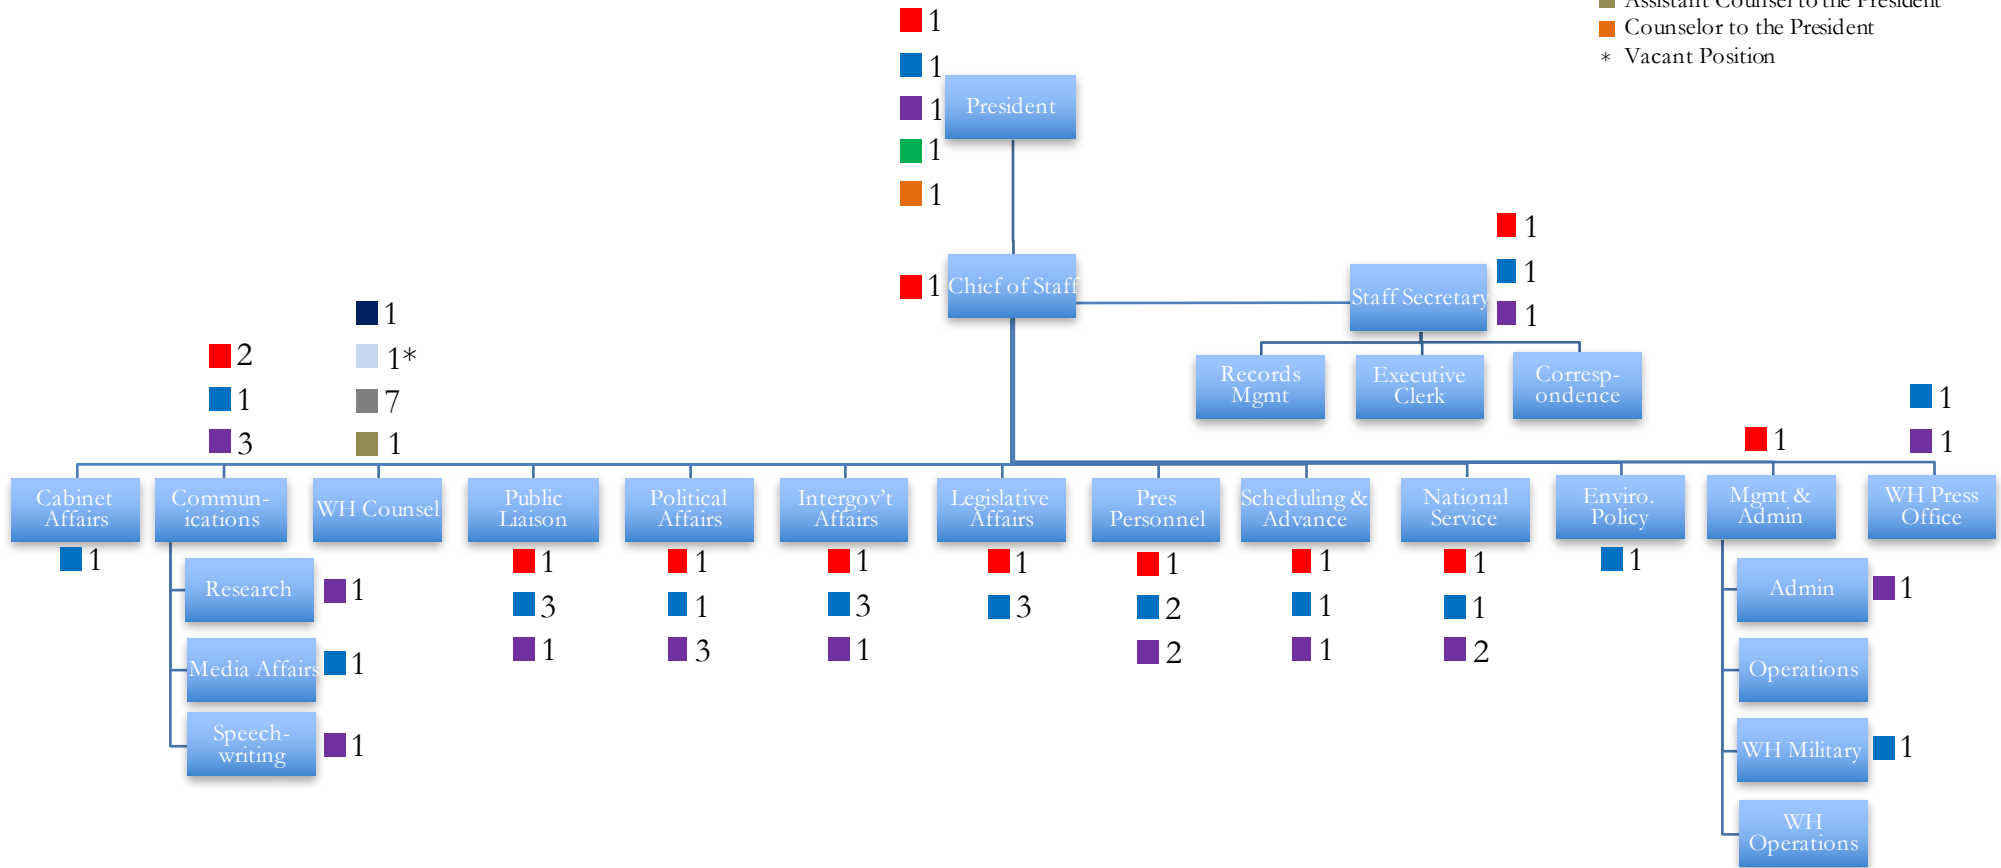 Assistant Counsel to the President
Counselor to the President
* Vacant Position
1
1
1
1
1
President
1
Chief of Staff
Staff Secretary
1
1
1
Records
Mgmt
Executive
Clerk
Corresp-
ondence
2
1
3
1
1*
7
1
1
1
1
Cabinet
Affairs
Commun-
ications
WH Counsel
Public
Liaison
Political
Affairs
Intergov't
Affairs
Legislative
Affairs
Pres
Personnel
Scheduling &
Advance
National
Service
Enviro.
Policy
Mgmt &
Admin
WH Press
Office
1
1
3
1
1
1
3
1
3
1
1
3
1
2
2
1
1
1
1
1
2
1
Research
1
Media Affairs
1
Speech-
writing
1
Admin
1
Operations
WH Military
1
WH
Operations